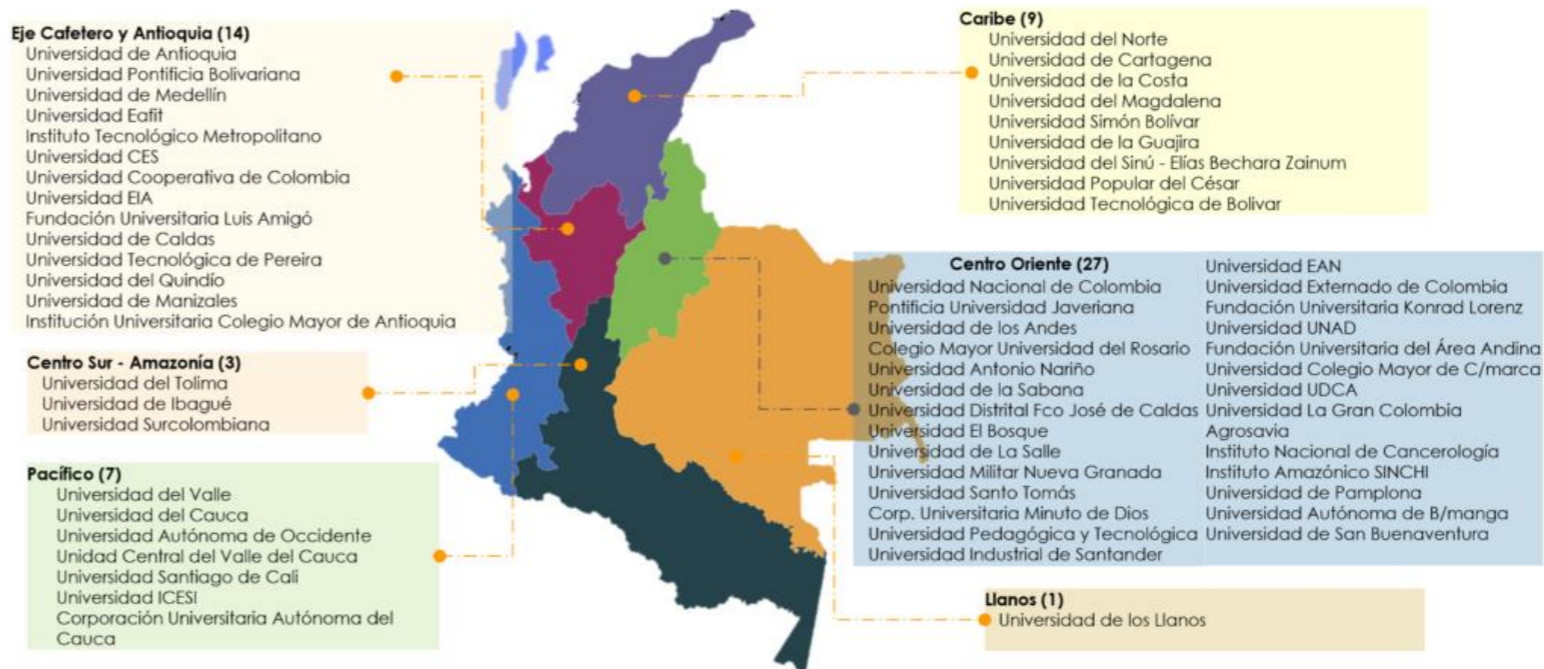 Eje Cafetero y Antioquia (14)
Universidad de Antioquia
Universidad Pontificia Bolivariana
Universidad de Medellín
Universidad Eafit
Instituto Tecnológico Metropolitano
Universidad CES
Universidad Cooperativa de Colombia
Universidad EIA
Fundación Universitaria Luis Amigó
Universidad de Caldas
Universidad Tecnológica de Pereira
Universidad del Quindío
Universidad de Manizales
Institución Universitaria Colegio Mayor de Antioquia
Centro Sur - Amazonía (3)
Universidad del Tolima
Universidad de Ibagué
Universidad Surcolombiana
Pacífico (7)
Universidad del Valle
Universidad del Cauca
Universidad Autónoma de Occidente
Unidad Central del Valle del Cauca
Universidad Santiago de Cali
Universidad ICESI
Corporación Universitaria Autónoma del
Cauca
Caribe (9)
Universidad del Norte
Universidad de Cartagena
Universidad de la Costa
Universidad del Magdalena
Universidad Simón Bolívar
Universidad de la Guajira
Universidad del Sinú - Elías Bechara Zainum
Universidad Popular del César
Universidad Tecnológica de Bolivar
Centro Oriente (27)
Universidad Nacional de Colombia
Pontificia Universidad Javeriana
Universidad de los Andes
Colegio Mayor Universidad del Rosario
Universidad Antonio Nariño
Universidad de la Sabana
Universidad Distrital Fco José de Caldas
Universidad El Bosque
Universidad de La Salle
Universidad Militar Nueva Granada
Universidad Santo Tomás
Corp. Universitaria Minuto de Dios
Universidad Pedagógica y Tecnológica
Universidad Industrial de Santander
Universidad EAN
Universidad Externado de Colombia
Fundación Universitaria Konrad Lorenz
Universidad UNAD
Fundación Universitaria del Área Andina
Universidad Colegio Mayor de C/marca
Universidad UDCA
Universidad La Gran Colombia
Agrosavia
Instituto Nacional de Cancerología
Instituto Amazónico SINCHI
Universidad de Pamplona
Universidad Autónoma de B/manga
Universidad de San Buenaventura
Llanos (1)
Universidad de los Llanos